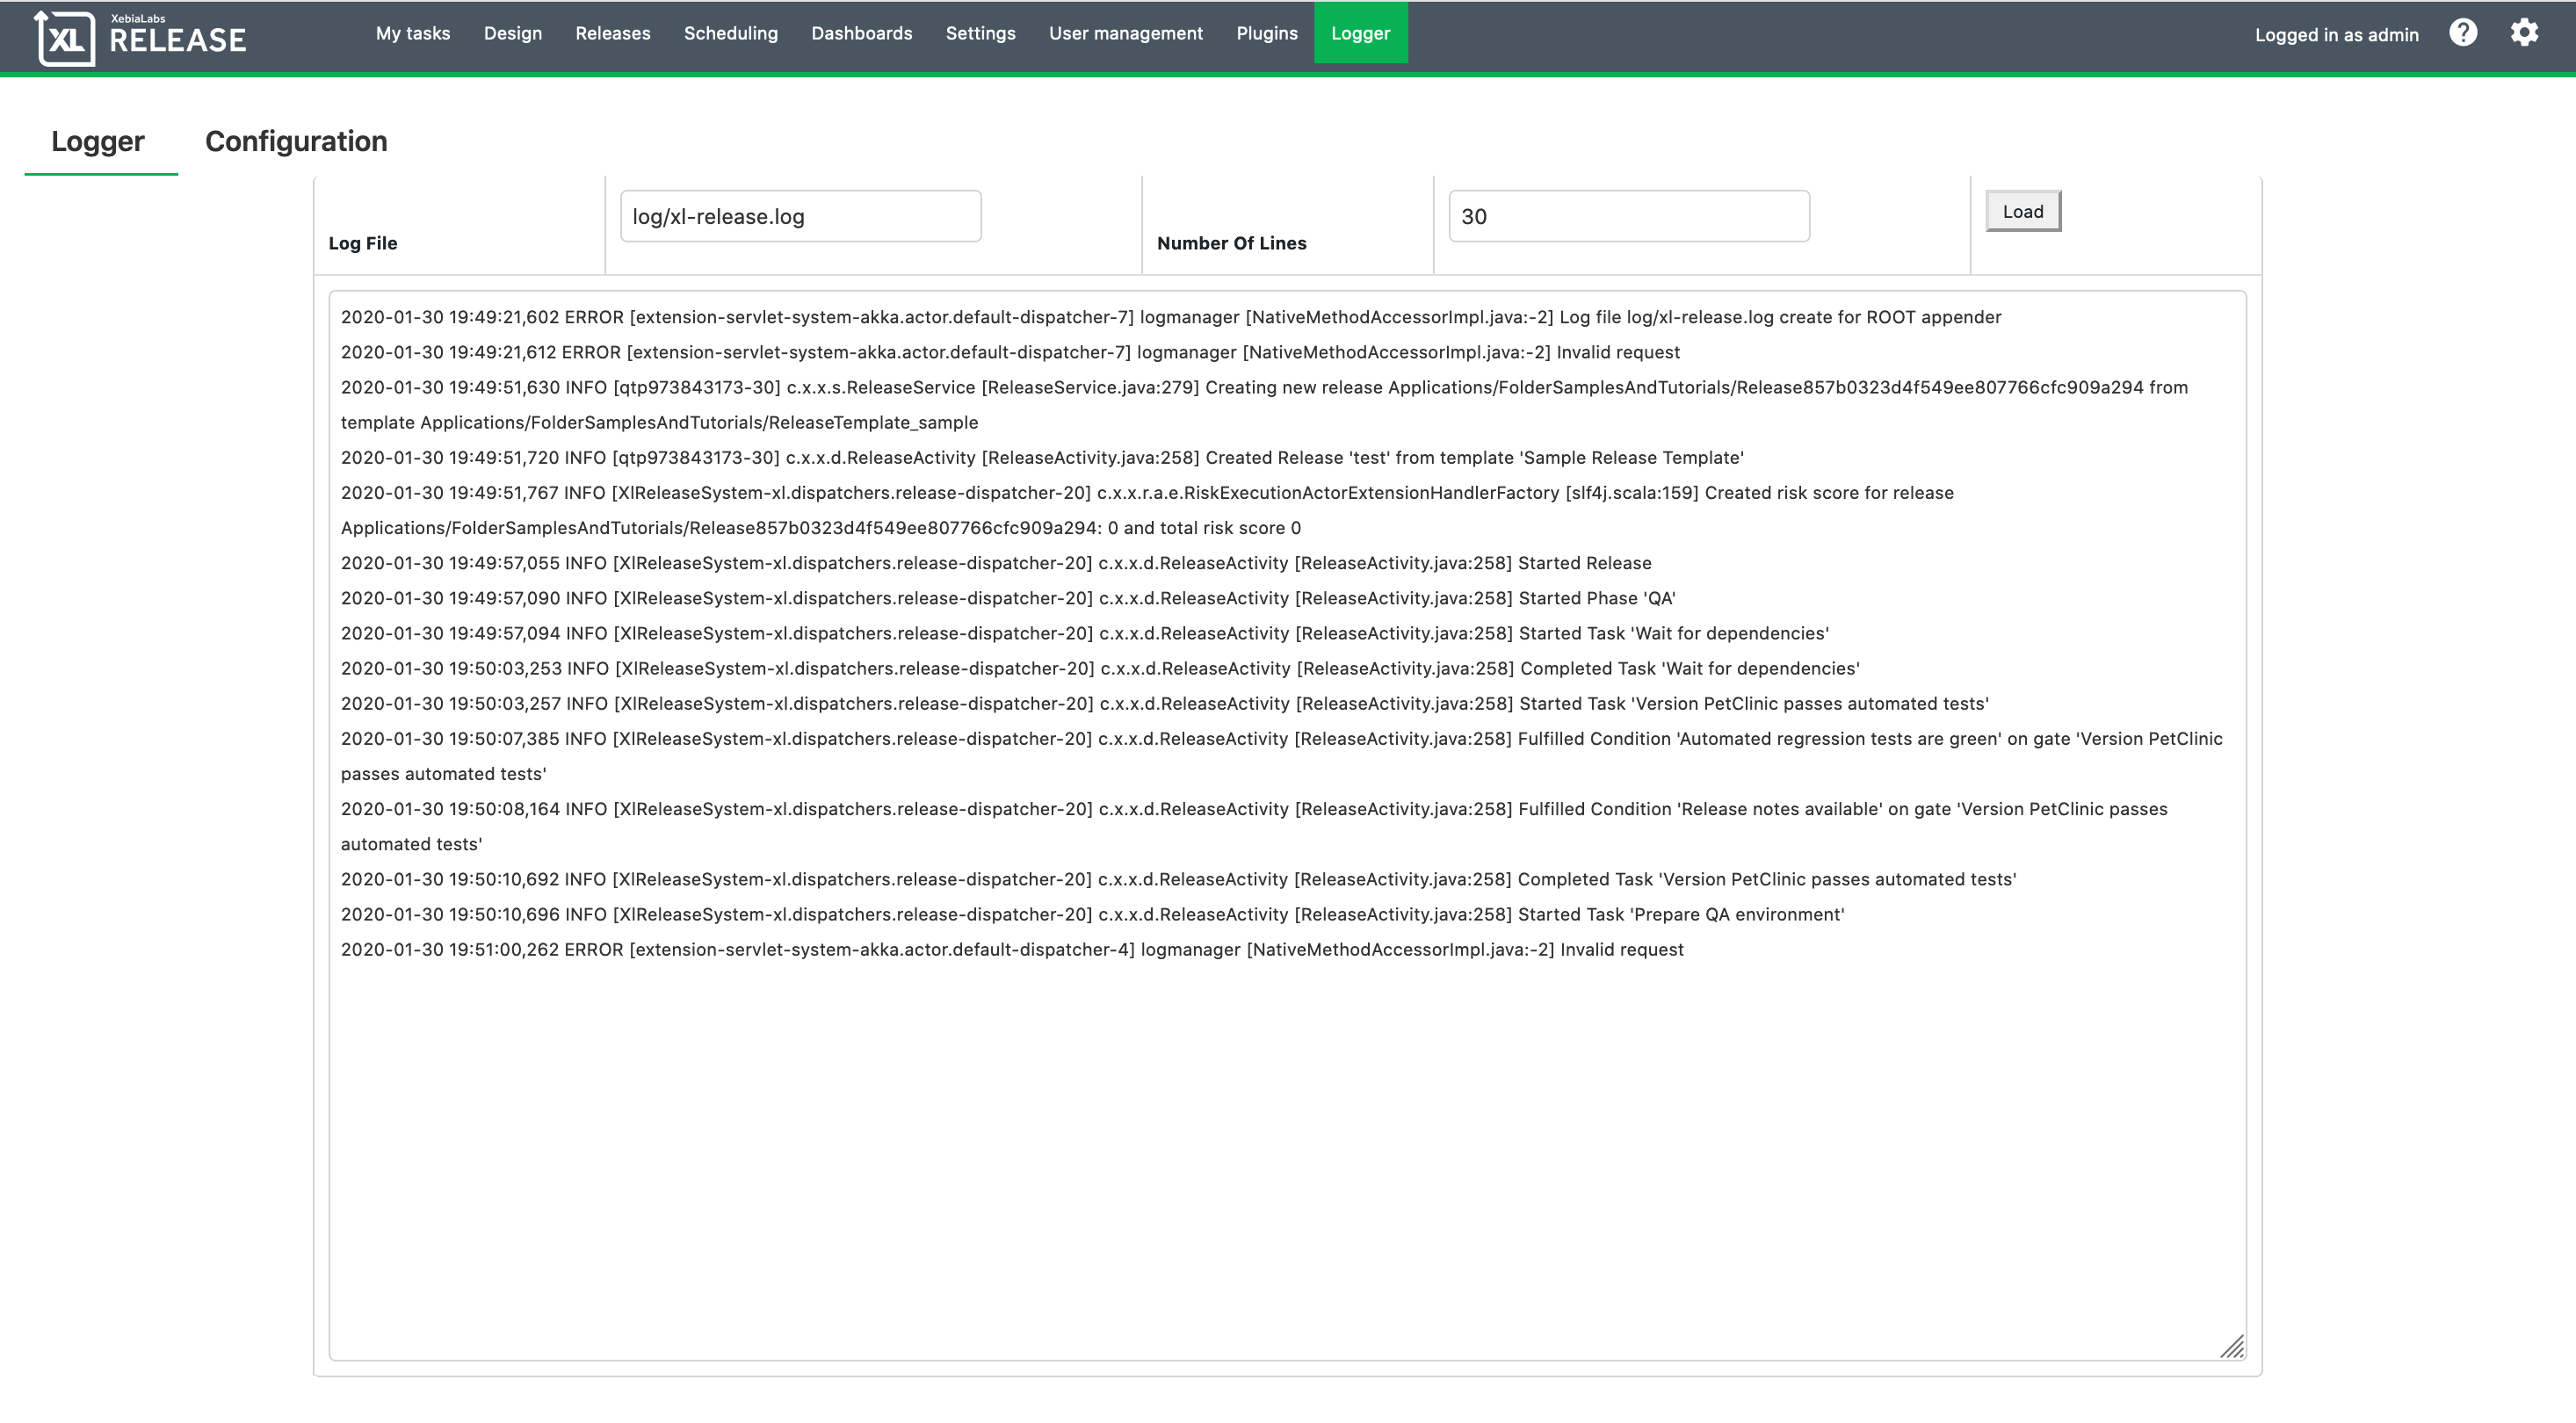 XebiaLabs
XL RELEASE
My tasks Design Releases Scheduling Dashboards Settings User management Plugins Logger Logged in as admin ?
Logger Configuration
Log File log/xl-release.log Number Of Lines 30 Load
2020-01-30 19:49:21,602 ERROR [extension-servlet-system-akka.actor.default-dispatcher-7] logmanager [NativeMethodAccessorImpl.java:-2] Log file log/xl-release.log create for ROOT appender
2020-01-30 19:49:21,612 ERROR [extension-servlet-system-akka.actor.default-dispatcher-7] logmanager [NativeMethodAccessorImpl.java:-2] Invalid request
2020-01-30 19:49:51,630 INFO [qtp973843173-30] c.x.x.s.ReleaseService [ReleaseService.java:279] Creating new release Applications/FolderSamplesAndTutorials/Release857b0323d4f549ee807766cfc909a294 from
template Applications/FolderSamplesAndTutorials/ReleaseTemplate_sample
2020-01-30 19:49:51,720 INFO [qtp973843173-30] c.x.x.d.ReleaseActivity [ReleaseActivity.java:258] Created Release 'test' from template 'Sample Release Template'
2020-01-30 19:49:51,767 INFO [XlReleaseSystem-xl.dispatchers.release-dispatcher-20] c.x.x.r.a.e.RiskExecutionActorExtensionHandlerFactory [slf4j.scala:159] Created risk score for release
Applications/FolderSamplesAndTutorials/Release857b0323d4f549ee807766cfc909a294: 0 and total risk score 0
2020-01-30 19:49:57,055 INFO [XlReleaseSystem-xl.dispatchers.release-dispatcher-20] c.x.x.d.ReleaseActivity [ReleaseActivity.java:258] Started Release
2020-01-30 19:49:57,090 INFO [XlReleaseSystem-xl.dispatchers.release-dispatcher-20] c.x.x.d.ReleaseActivity [ReleaseActivity.java:258] Started Phase 'QA'
2020-01-30 19:49:57,094 INFO [XlReleaseSystem-xl.dispatchers.release-dispatcher-20] c.x.x.d.ReleaseActivity [ReleaseActivity.java:258] Started Task 'Wait for dependencies'
2020-01-30 19:50:03,253 INFO [XlReleaseSystem-xl.dispatchers.release-dispatcher-20] c.x.x.d.ReleaseActivity [ReleaseActivity.java:258] Completed Task 'Wait for dependencies'
2020-01-30 19:50:03,257 INFO [XlReleaseSystem-xl.dispatchers.release-dispatcher-20] c.x.x.d.ReleaseActivity [ReleaseActivity.java:258] Started Task 'Version PetClinic passes automated tests'
2020-01-30 19:50:07,385 INFO [XlReleaseSystem-xl.dispatchers.release-dispatcher-20] c.x.x.d.ReleaseActivity [ReleaseActivity.java:258] Fulfilled Condition 'Automated regression tests are green' on gate 'Version PetClinic
passes automated tests'
2020-01-30 19:50:08,164 INFO [XlReleaseSystem-xl.dispatchers.release-dispatcher-20] c.x.x.d.ReleaseActivity [ReleaseActivity.java:258] Fulfilled Condition 'Release notes available' on gate 'Version PetClinic passes
automated tests'
2020-01-30 19:50:10,692 INFO [XlReleaseSystem-xl.dispatchers.release-dispatcher-20] c.x.x.d.ReleaseActivity [ReleaseActivity.java:258] Completed Task 'Version PetClinic passes automated tests'
2020-01-30 19:50:10,696 INFO [XlReleaseSystem-xl.dispatchers.release-dispatcher-20] c.x.x.d.ReleaseActivity [ReleaseActivity.java:258] Started Task 'Prepare QA environment'
2020-01-30 19:51:00,262 ERROR [extension-servlet-system-akka.actor.default-dispatcher-4] logmanager [NativeMethodAccessorImpl.java:-2] Invalid request